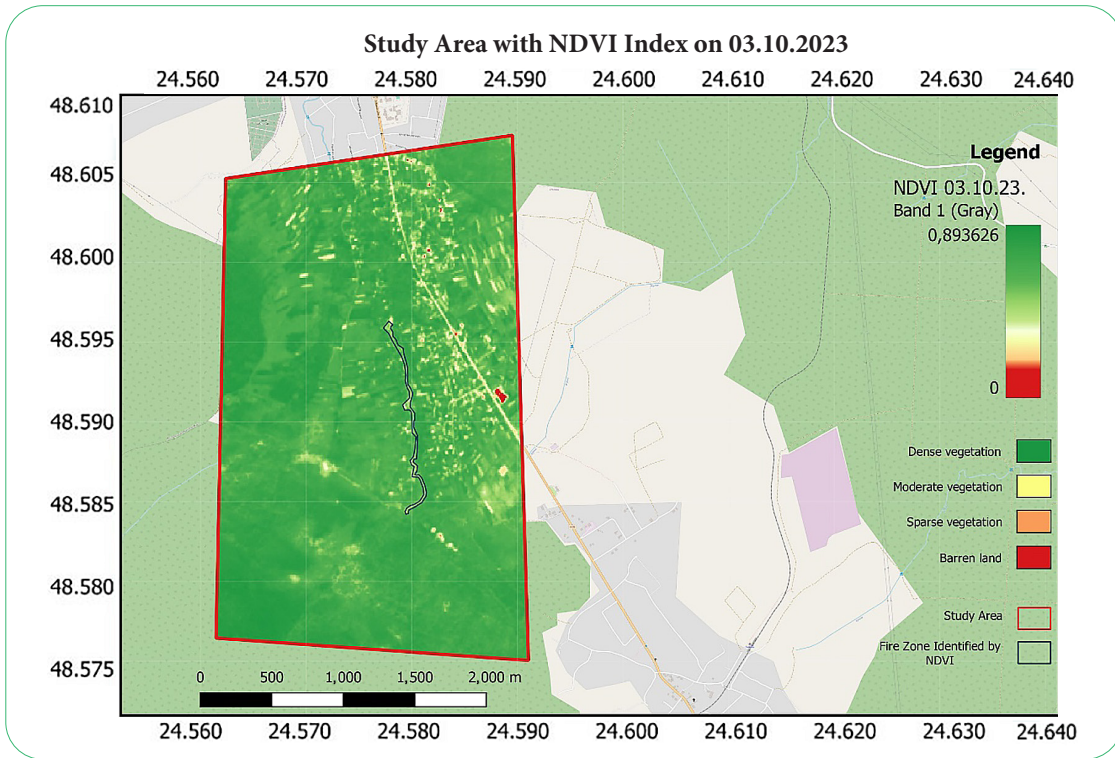 Study Area with NDVI Index on 03.10.2023
24.560 24.570 24.580 24.590 24.600 24.610 24.620 24.630 24.640
48.610
48.605
48.600
48.595
48.590
48.585
48.580
48.575
Legend
NDVI 03.10.23.
Band 1 (Gray)
0,893626
0
Dense vegetation
Moderate vegetation
Sparse vegetation
Barren land
Study Area
Fire Zone Identified by
NDVI
0 500 1,000 1,500 2,000 m
24.560 24.570 24.580 24.590 24.600 24.610 24.620 24.630 24.640